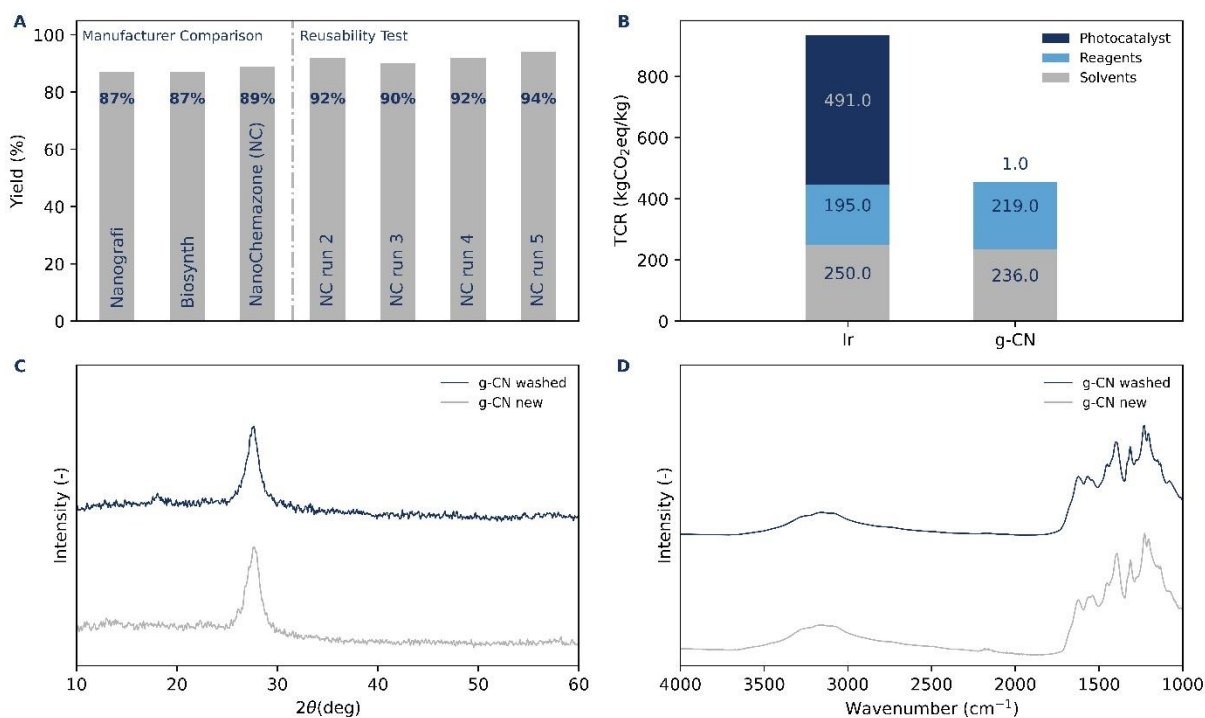 A
Manufacturer Comparison
Reusability Test
100
80
60
40
20
0
Yield (%)
87%
87%
89%
92%
90%
92%
94%
Nanografi
Biosynth
NanoChemazone (NC)
NC run 2
NC run 3
NC run 4
NC run 5
B
Photocatalyst
Reagents
Solvents
800
600
400
200
0
TCR (kgCO₂eq/kg)
491.0
195.0
250.0
1.0
219.0
236.0
Ir
g-CN
C
g-CN washed
g-CN new
Intensity (-)
10
20
30
40
50
60
2θ(deg)
D
g-CN washed
g-CN new
Intensity (-)
4000
3500
3000
2500
2000
1500
1000
Wavenumber (cm⁻¹)